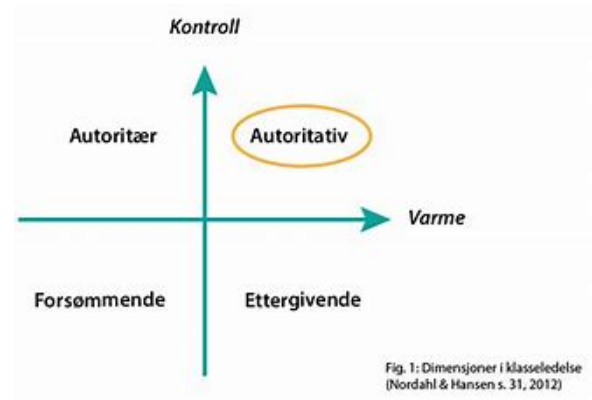 Kontroll
Autoritær
Autoritativ
Varme
Forsømmende
Ettergivende
Fig. 1: Dimensjoner i klasseledelse
(Nordahl & Hansen s. 31, 2012)